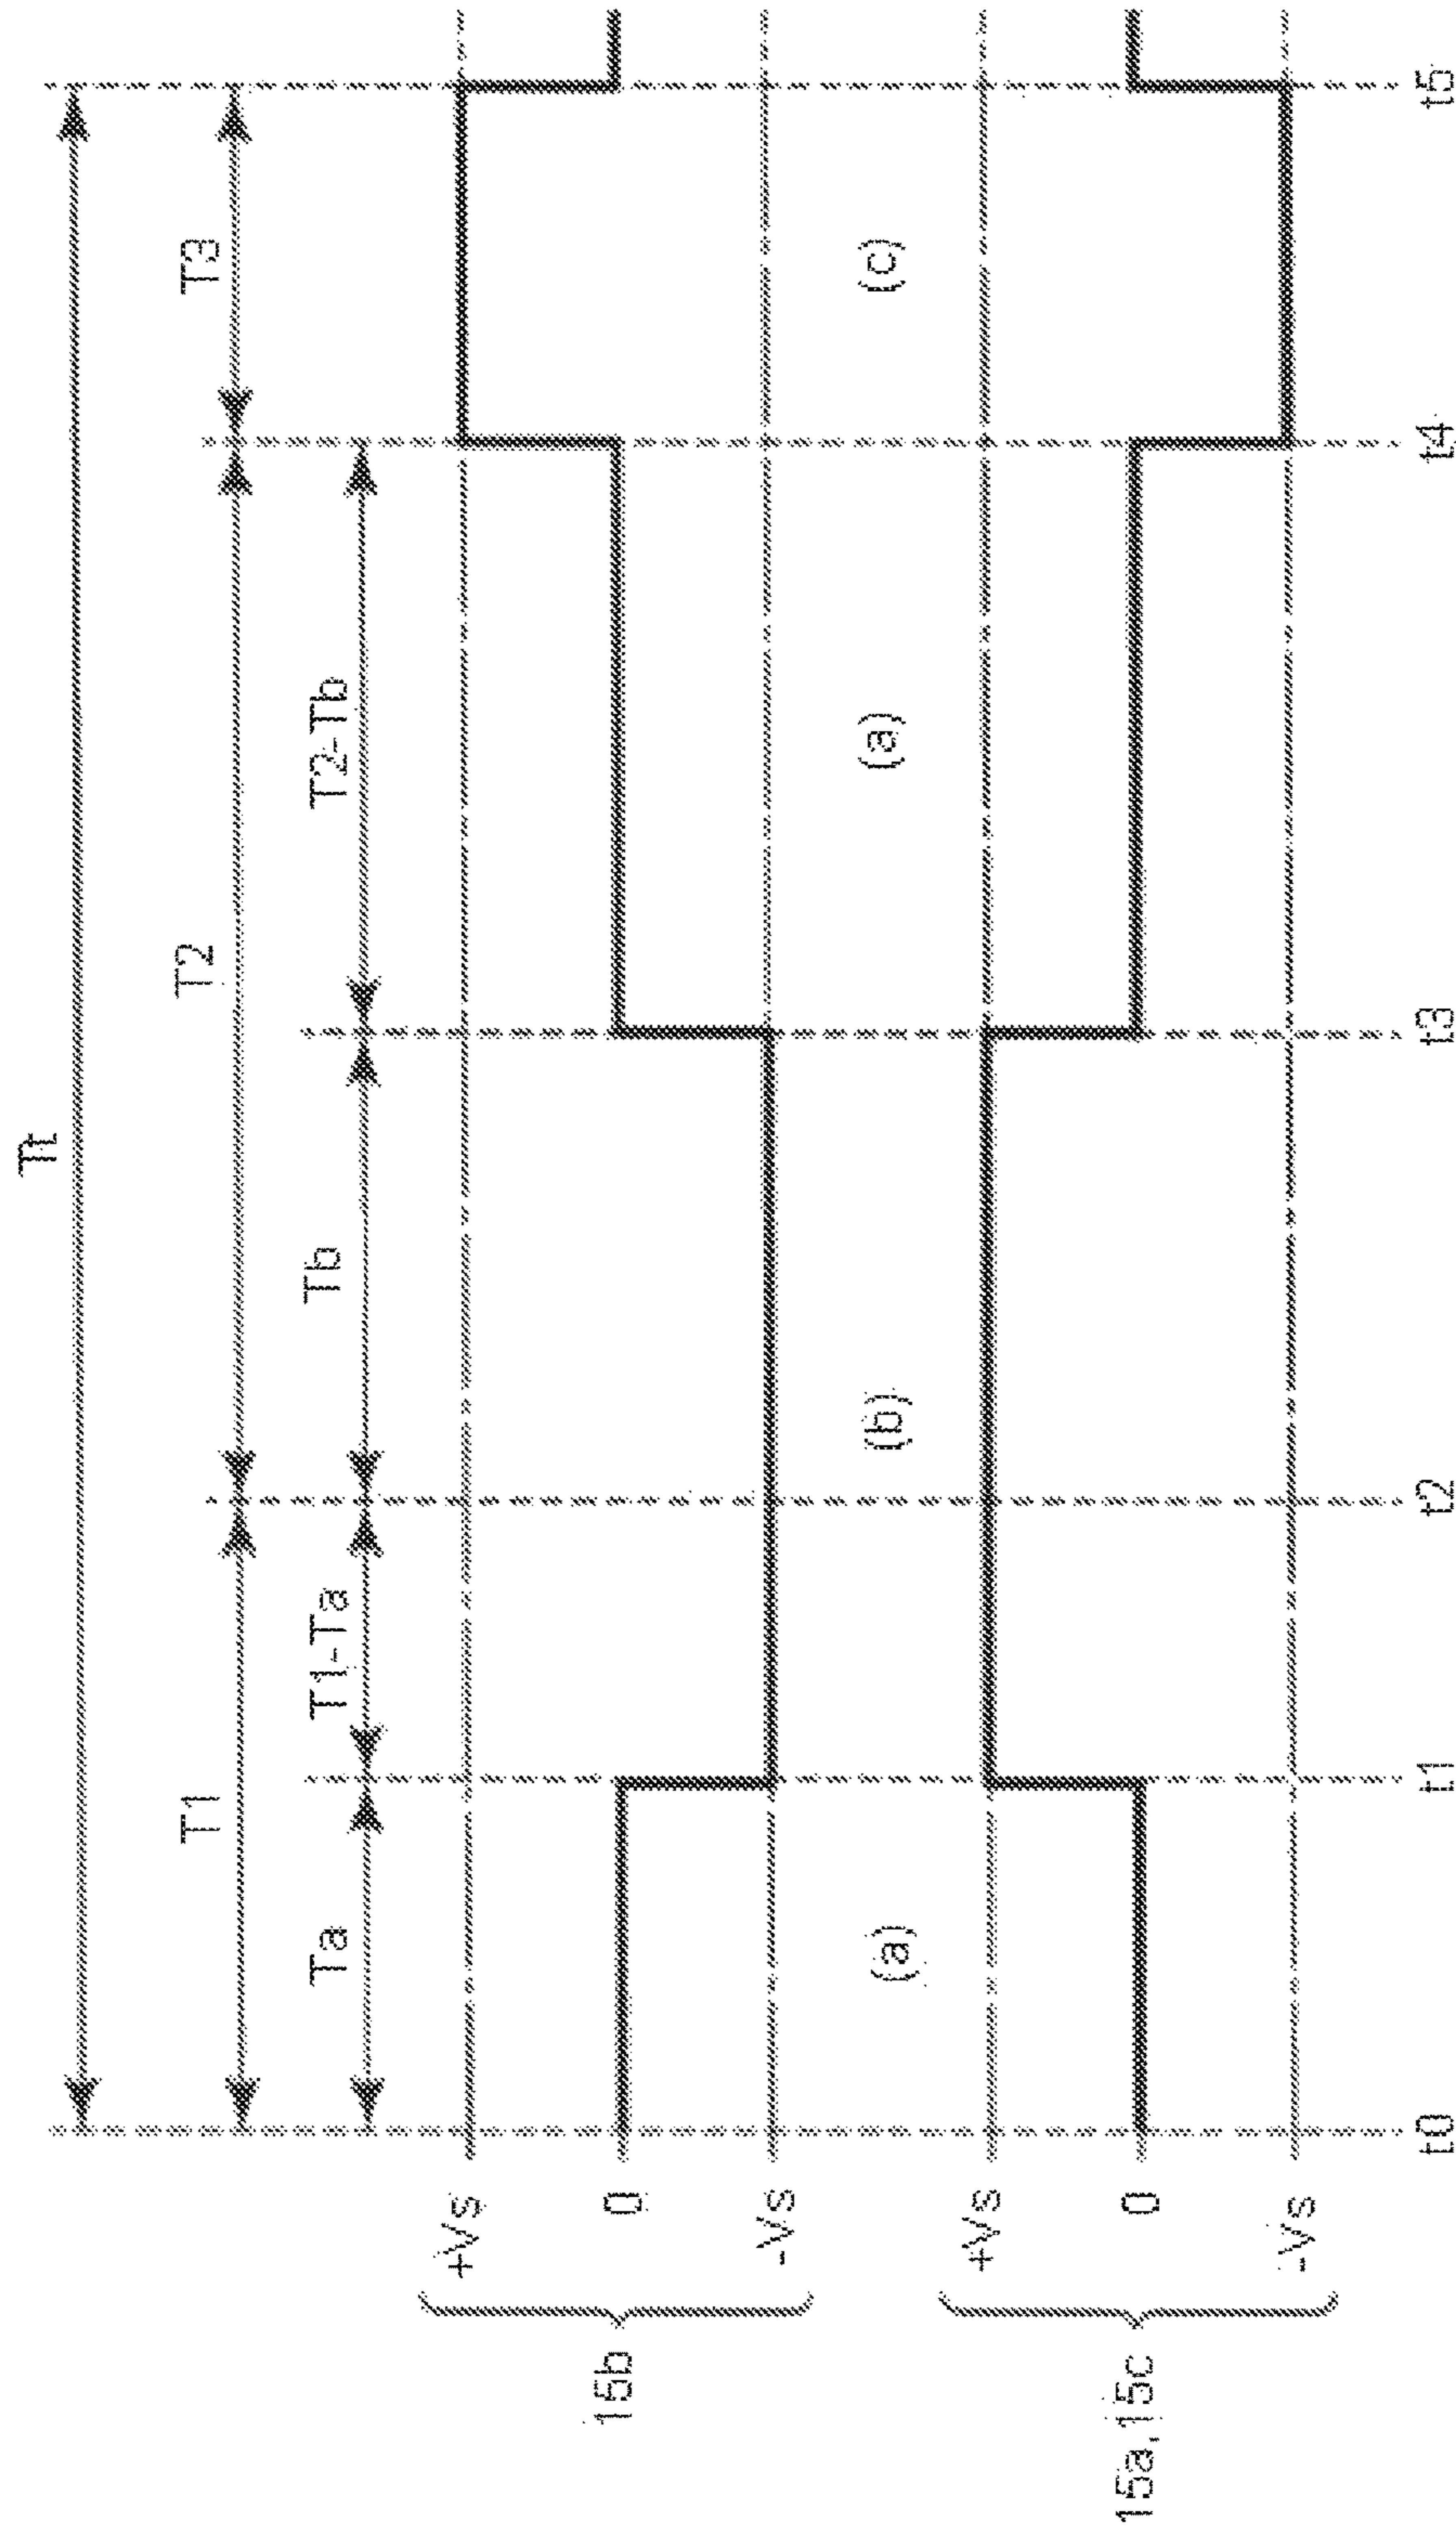 Tt
T1
T2
T3
Ta
T1-Ta
Tb
T2-Tb
15b
+Vs
0
-Vs
(a)
(b)
(a)
(c)
15a,15c
+Vs
0
-Vs
t0
t1
t2
t3
t4
t5